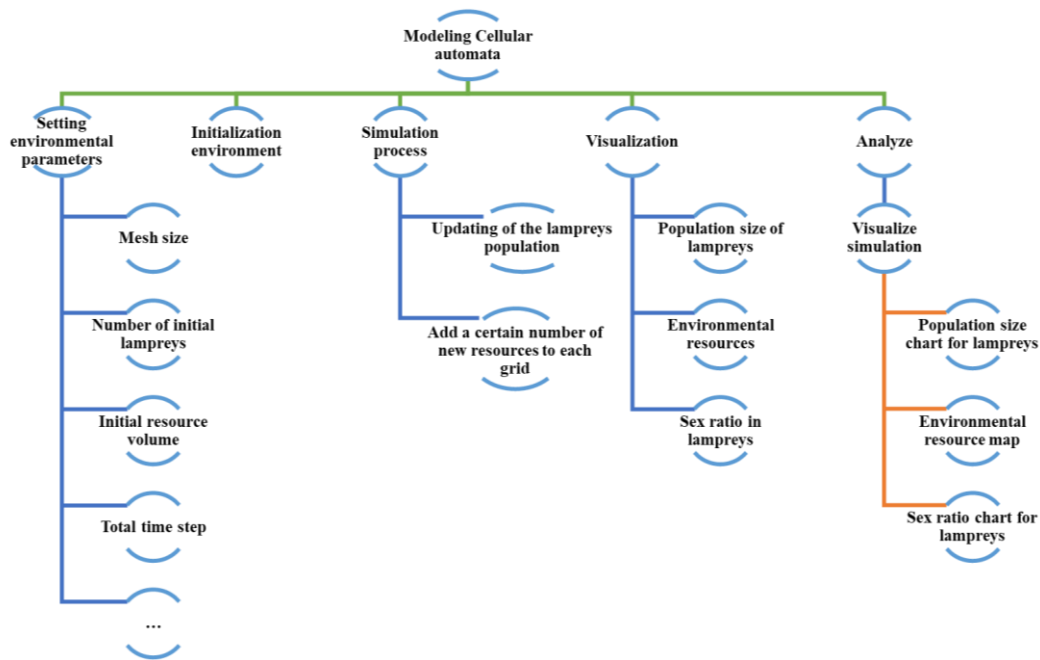 Modeling Cellular
automata
Setting
environmental
parameters
Initialization
environment
Simulation
process
Visualization
Analyze
Mesh size
Number of initial
lampreys
Initial resource
volume
Total time step
...
Updating of the lampreys
population
Add a certain number of
new resources to each
grid
Population size of
lampreys
Environmental
resources
Sex ratio in
lampreys
Visualize
simulation
Population size
chart for lampreys
Environmental
resource map
Sex ratio chart for
lampreys